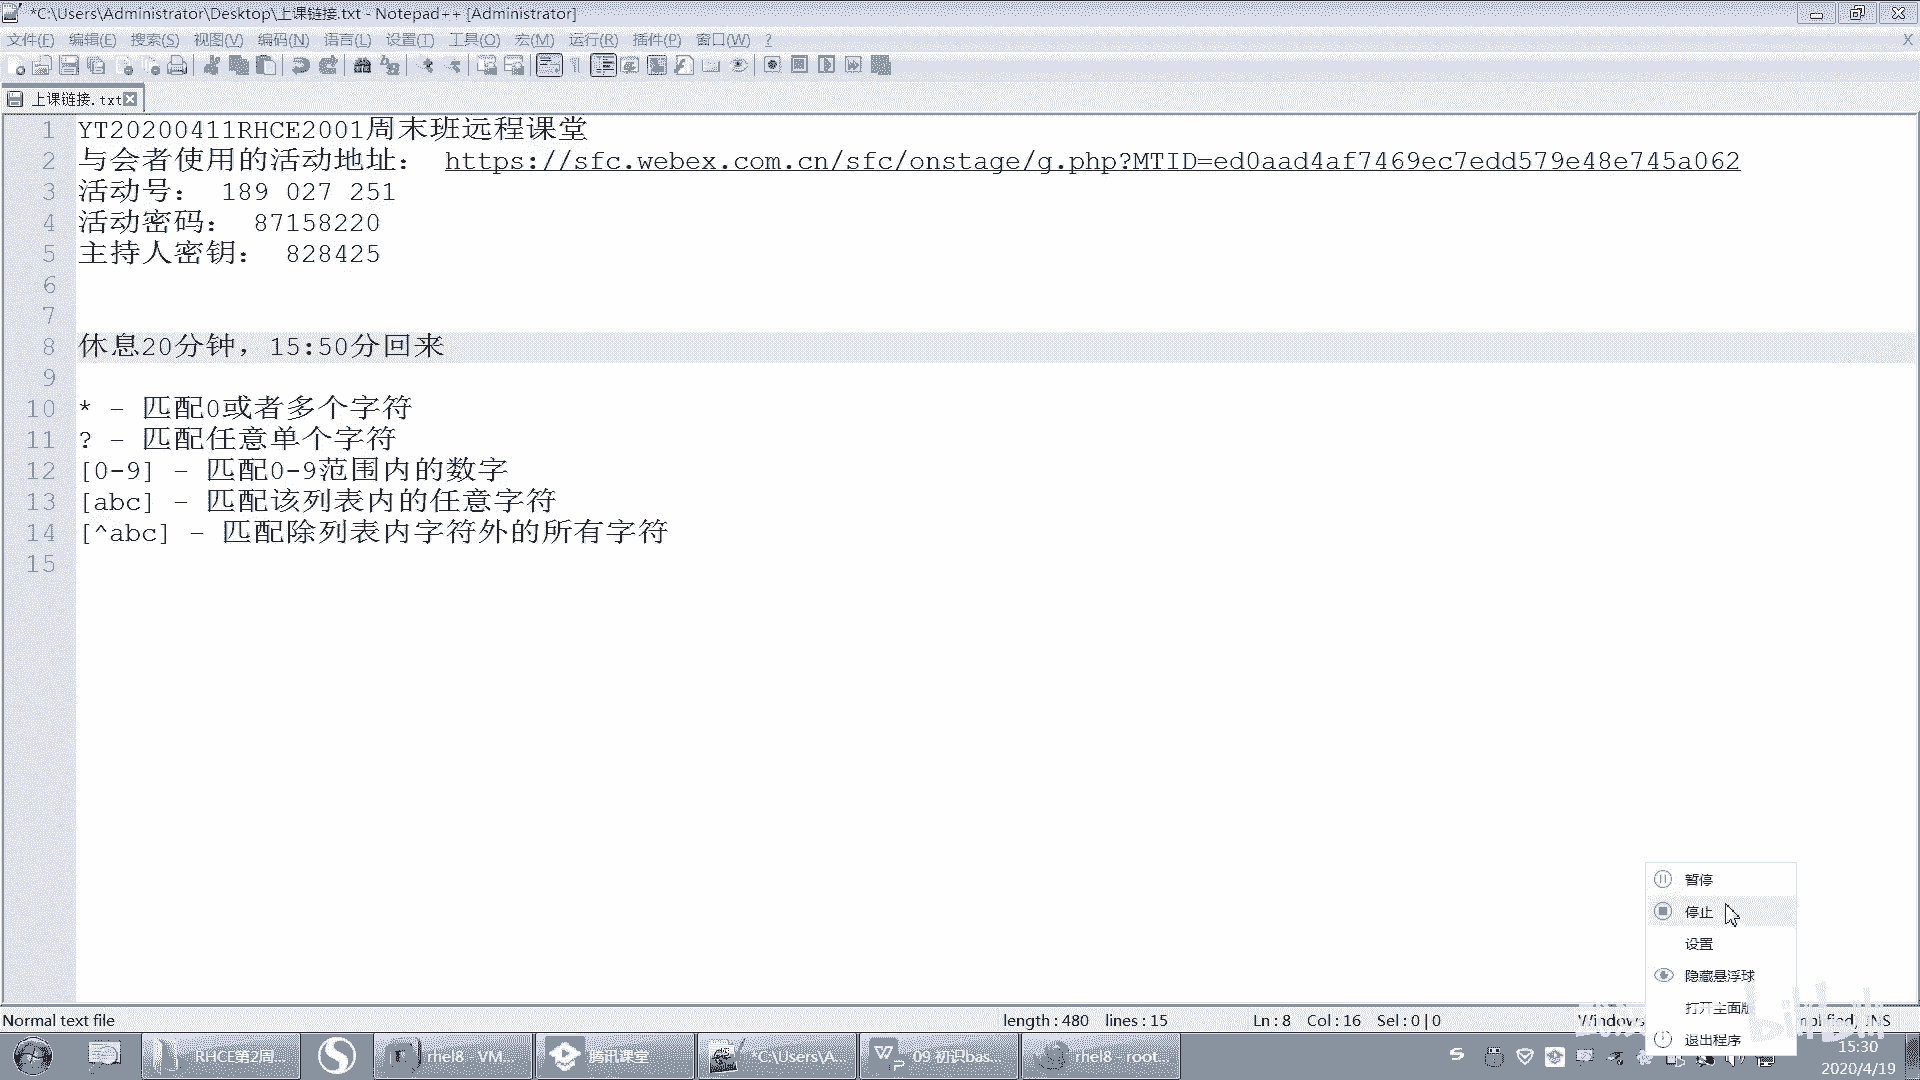 *C:\Users\Administrator\Desktop\上课链接.txt - Notepad++ [Administrator]
文件(F) 编辑(E) 搜索(S) 视图(V) 编码(N) 语言(L) 设置(T) 工具(O) 宏(M) 运行(R) 插件(P) 窗口(W) ? X
上课链接.txt
1 YT20200411RHCE2001周末班远程课堂
2 与会者使用的活动地址： https://sfc.webex.com.cn/sfc/onstage/g.php?MTID=ed0aad4af7469ec7edd579e48e745a062
3 活动号： 189 027 251
4 活动密码： 87158220
5 主持人密钥： 828425
6
7
8 休息20分钟，15:50分回来
9
10 * – 匹配0或者多个字符
11 ? – 匹配任意单个字符
12 [0-9] – 匹配0-9范围内的数字
13 [abc] – 匹配该列表内的任意字符
14 [^abc] – 匹配除列表内字符外的所有字符
15
暂停
停止
设置
隐藏悬浮球
打开主面版
退出程序
Normal text file length : 480 lines : 15 Ln : 8 Col : 16 Sel : 0 | 0 Windows
RHCE第2周... rhel8 - VM... 腾讯课堂 *C:\Users\A... 09 初识bas... rhel8 - root... 15:30
2020/4/19